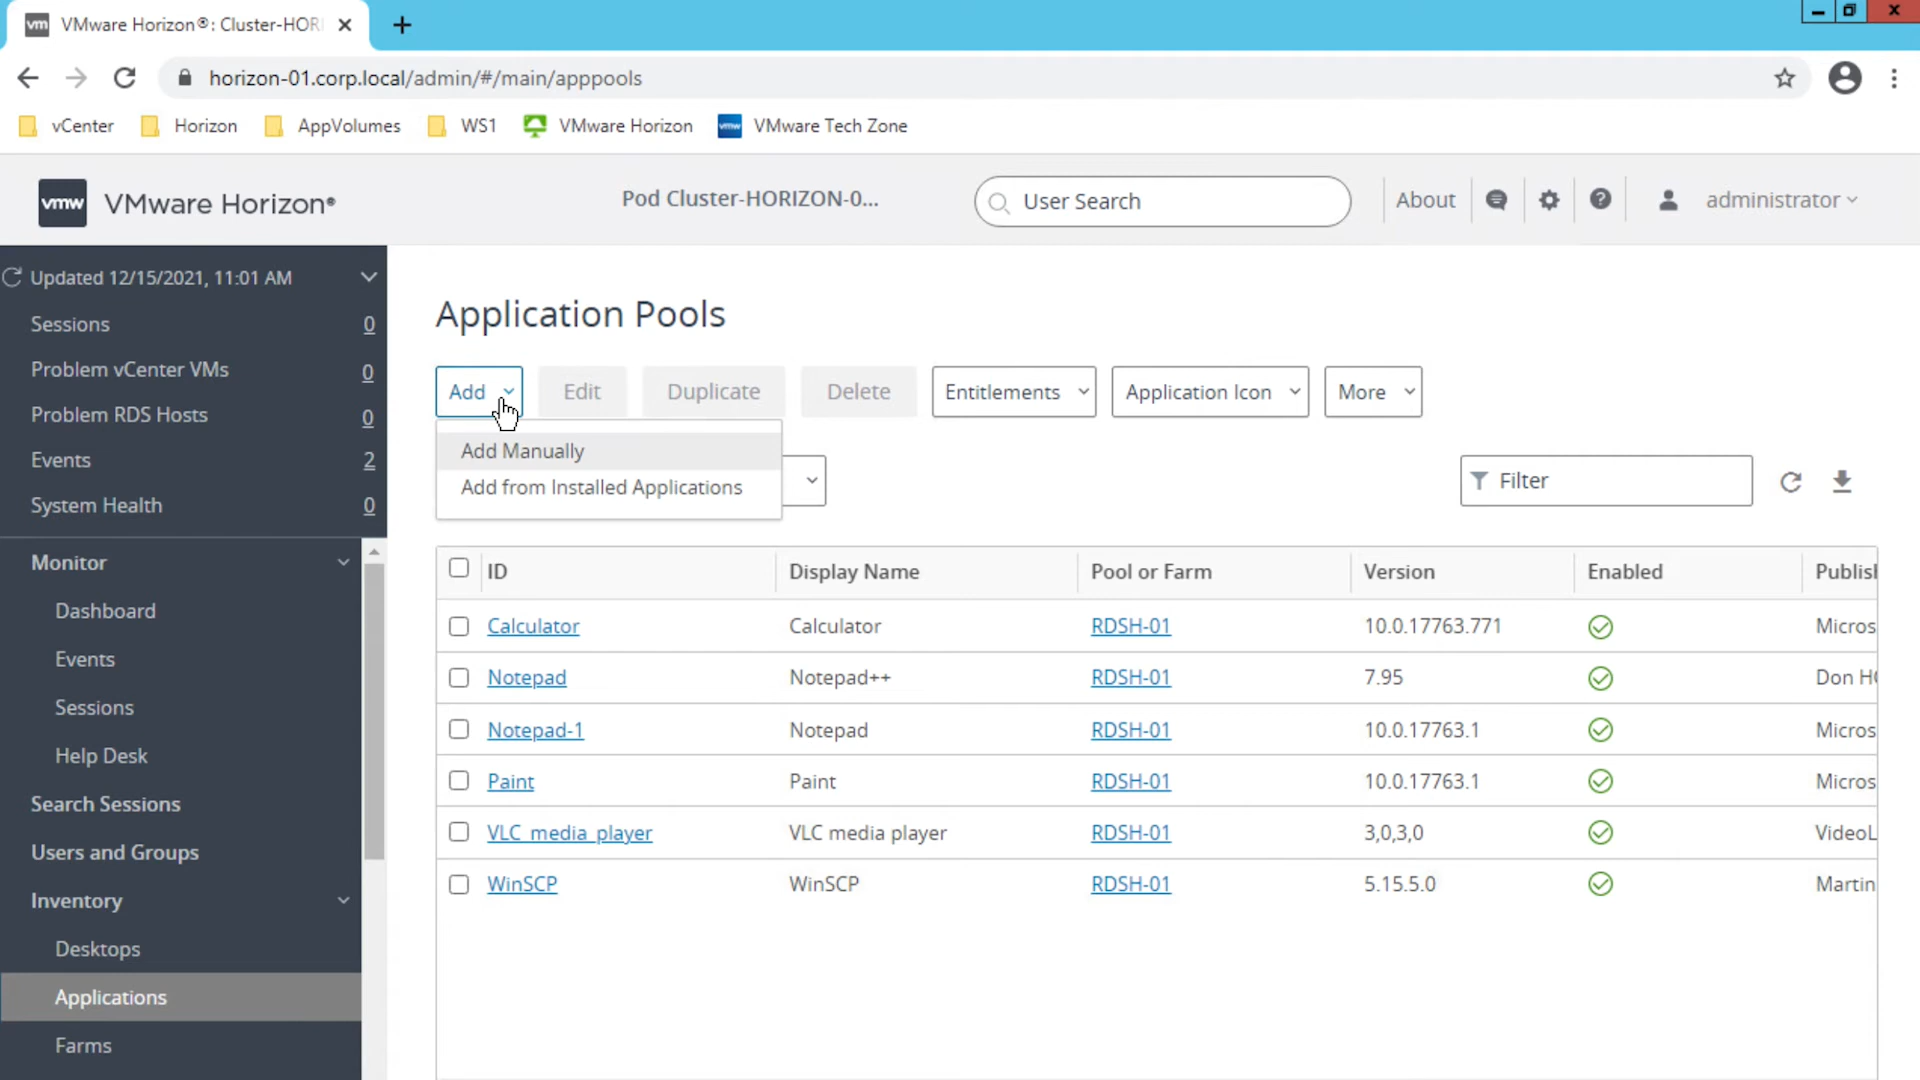 vm VMware Horizon®: Cluster-HORI
horizon-01.corp.local/admin/#/main/apppools
vCenter Horizon AppVolumes WS1 VMware Horizon vmw VMware Tech Zone
vmw VMware Horizon® Pod Cluster-HORIZON-0... User Search About administrator
Updated 12/15/2021, 11:01 AM
Sessions 0
Problem vCenter VMs 0
Problem RDS Hosts 0
Events 2
System Health 0
Monitor
Dashboard
Events
Sessions
Help Desk
Search Sessions
Users and Groups
Inventory
Desktops
Applications
Farms
Application Pools
Add Edit Duplicate Delete Entitlements Application Icon More
Add Manually
Add from Installed Applications
Filter
ID Display Name Pool or Farm Version Enabled Publish
Calculator Calculator RDSH-01 10.0.17763.771 Micros
Notepad Notepad++ RDSH-01 7.95 Don H
Notepad-1 Notepad RDSH-01 10.0.17763.1 Micros
Paint Paint RDSH-01 10.0.17763.1 Micros
VLC_media_player VLC media player RDSH-01 3,0,3,0 VideoL
WinSCP WinSCP RDSH-01 5.15.5.0 Martin